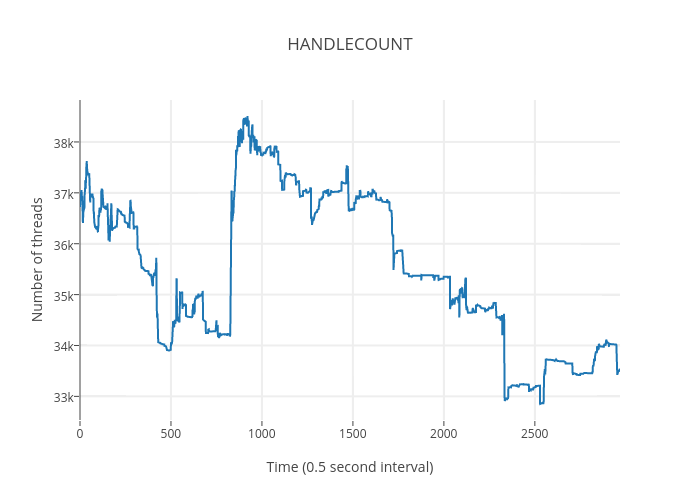 HANDLECOUNT
38k
37k
36k
35k
34k
33k
Number of threads
0 500 1000 1500 2000 2500
Time (0.5 second interval)